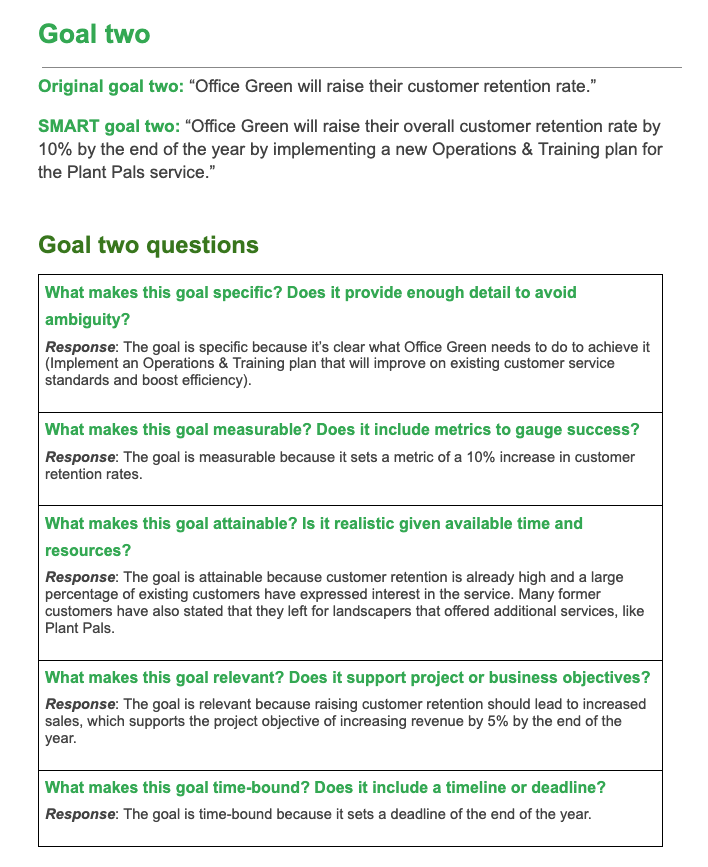 Goal two
Original goal two: “Office Green will raise their customer retention rate.”
SMART goal two: “Office Green will raise their overall customer retention rate by
10% by the end of the year by implementing a new Operations & Training plan for
the Plant Pals service.”
Goal two questions
What makes this goal specific? Does it provide enough detail to avoid
ambiguity?
Response: The goal is specific because it’s clear what Office Green needs to do to achieve it
(Implement an Operations & Training plan that will improve on existing customer service
standards and boost efficiency).
What makes this goal measurable? Does it include metrics to gauge success?
Response: The goal is measurable because it sets a metric of a 10% increase in customer
retention rates.
What makes this goal attainable? Is it realistic given available time and
resources?
Response: The goal is attainable because customer retention is already high and a large
percentage of existing customers have expressed interest in the service. Many former
customers have also stated that they left for landscapers that offered additional services, like
Plant Pals.
What makes this goal relevant? Does it support project or business objectives?
Response: The goal is relevant because raising customer retention should lead to increased
sales, which supports the project objective of increasing revenue by 5% by the end of the
year.
What makes this goal time-bound? Does it include a timeline or deadline?
Response: The goal is time-bound because it sets a deadline of the end of the year.